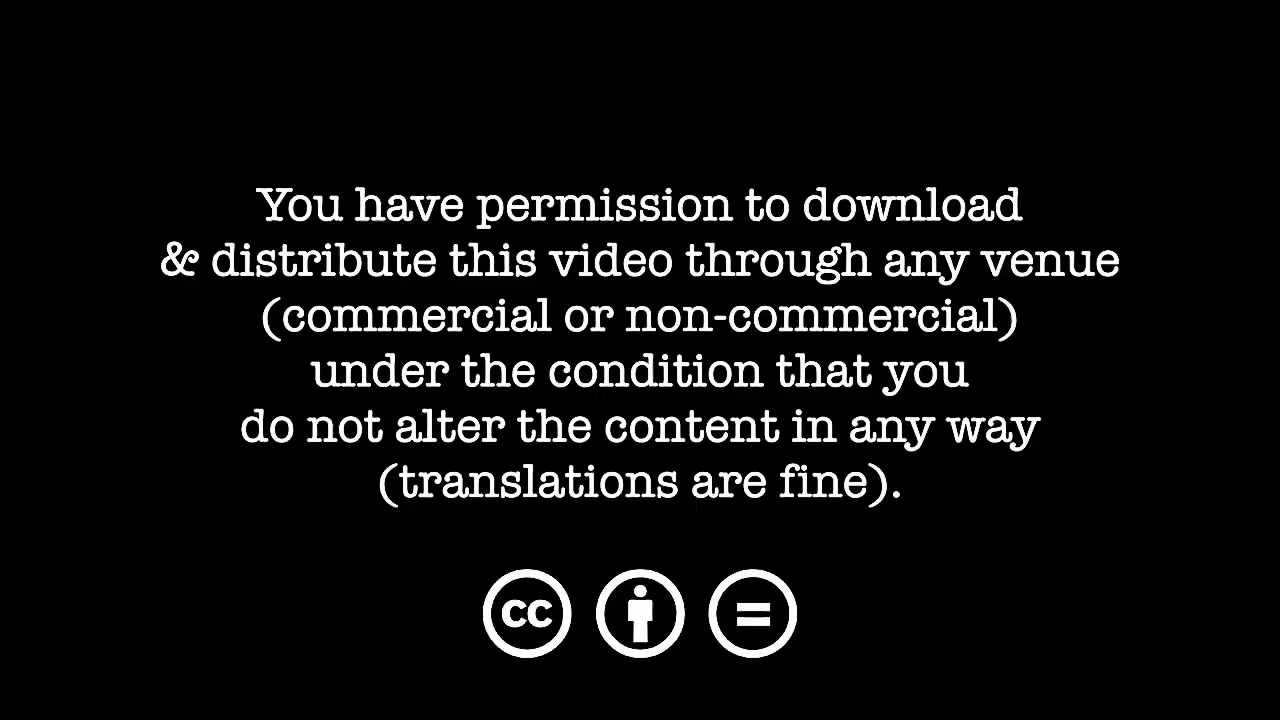 You have permission to download
& distribute this video through any venue
(commercial or non-commercial)
under the condition that you
do not alter the content in any way
(translations are fine).
cc =